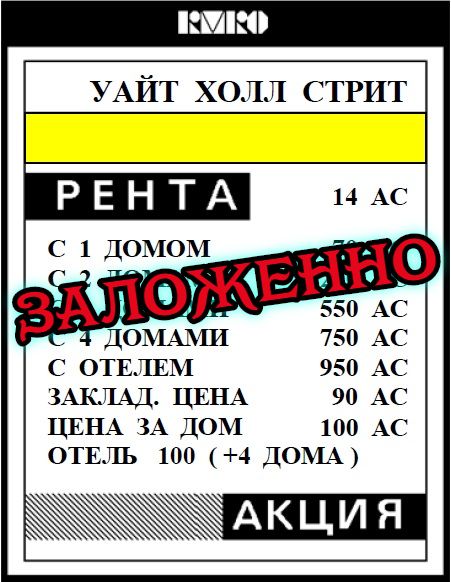 КМКО
УАЙТ ХОЛЛ СТРИТ
РЕНТА 14 АС
С 1 ДОМОМ
С 2
ЗАЛОЖЕННО
550 АС
С 4 ДОМАМИ 750 АС
С ОТЕЛЕМ 950 АС
ЗАКЛАД. ЦЕНА 90 АС
ЦЕНА ЗА ДОМ 100 АС
ОТЕЛЬ 100 ( +4 ДОМА )
АКЦИЯ